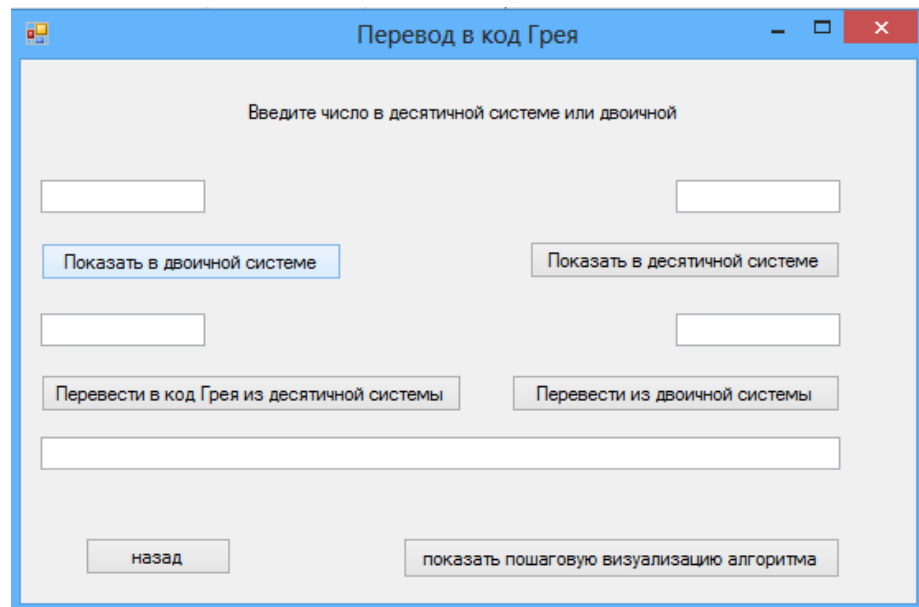 Перевод в код Грея
Введите число в десятичной системе или двоичной
Показать в двоичной системе
Показать в десятичной системе
Перевести в код Грея из десятичной системы
Перевести из двоичной системы
назад
показать пошаговую визуализацию алгоритма